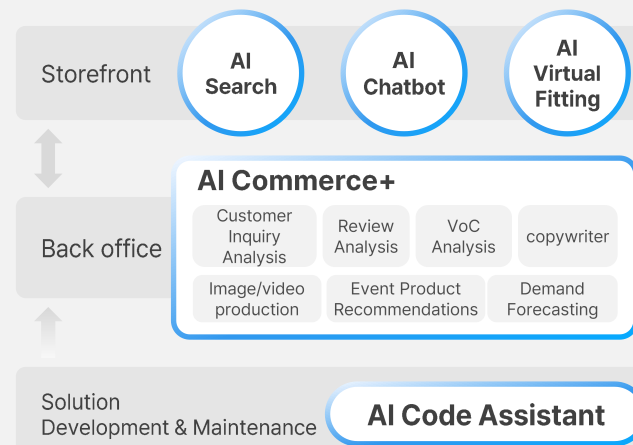 Storefront
AI
Search
AI
Chatbot
AI
Virtual
Fitting
Back office
AI Commerce+
Customer
Inquiry
Analysis
Review
Analysis
VoC
Analysis
copywriter
Image/video
production
Event Product
Recommendations
Demand
Forecasting
Solution
Development & Maintenance
AI Code Assistant